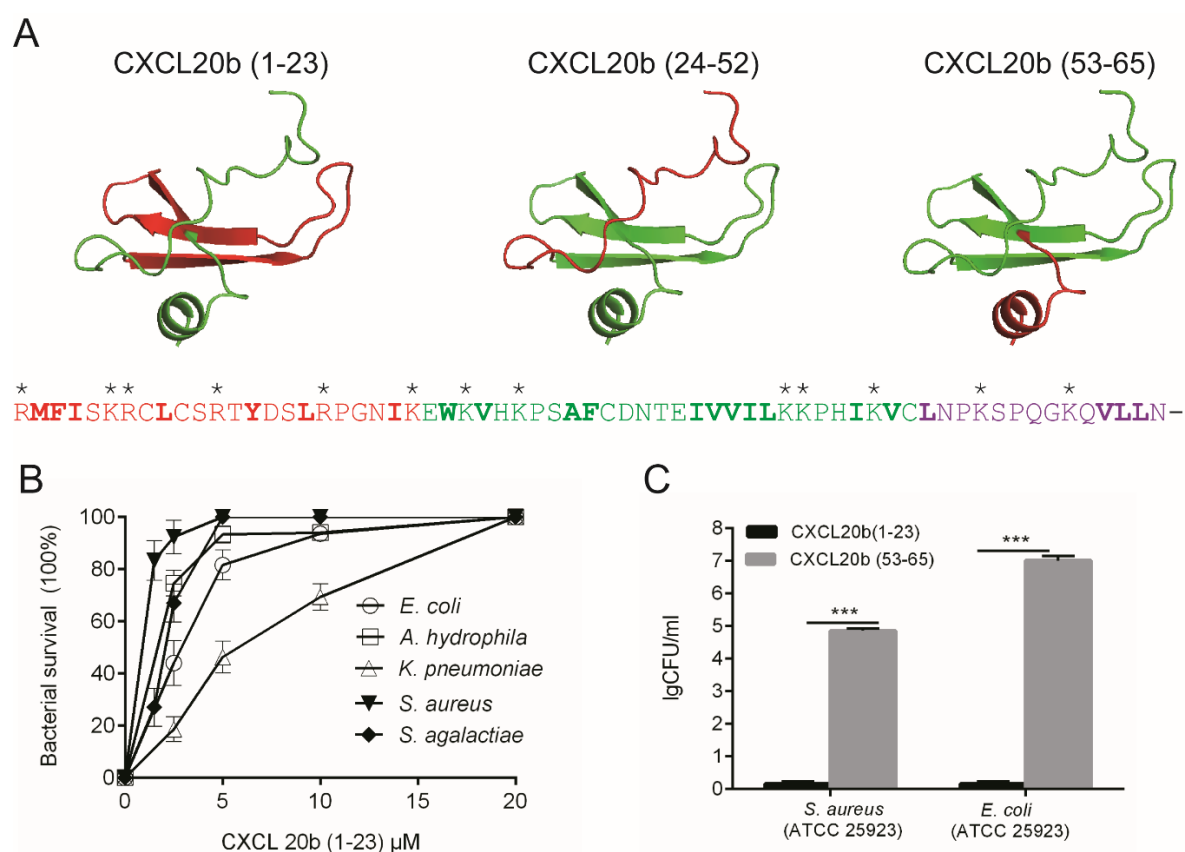 A
CXCL20b (1-23)
CXCL20b (24-52)
CXCL20b (53-65)
* * * * * * * * * * * * *
RMFISKRCLCSRTYDSLRPGNIKEWKVHKPSAFCDNTEIVVILKKPHIKVCLNPKSPQGKQVLLN–
B
Bacterial survival (100%)
100
80
60
40
20
0
0
5
10
20
CXCL 20b (1-23) µM
E. coli
A. hydrophila
K. pneumoniae
S. aureus
S. agalactiae
C
CXCL20b(1-23)
CXCL20b (53-65)
lgCFU/ml
8
7
6
5
4
3
2
1
0
***
***
S. aureus
(ATCC 25923)
E. coli
(ATCC 25923)